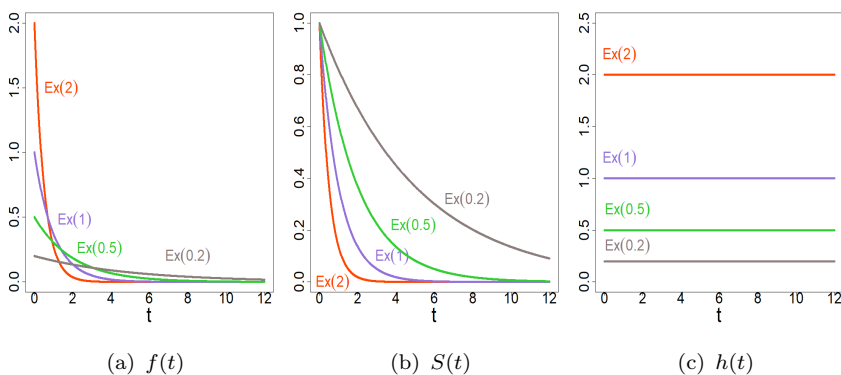 2.0
1.5
1.0
0.5
0.0
Ex(2)
Ex(1)
Ex(0.5)
Ex(0.2)
0 2 4 6 8 10 12
t
(a) f(t)
1.0
0.8
0.6
0.4
0.2
0.0
Ex(0.2)
Ex(0.5)
Ex(1)
Ex(2)
0 2 4 6 8 10 12
t
(b) S(t)
2.5
2.0
1.5
1.0
0.5
0.0
Ex(2)
Ex(1)
Ex(0.5)
Ex(0.2)
0 2 4 6 8 10 12
t
(c) h(t)